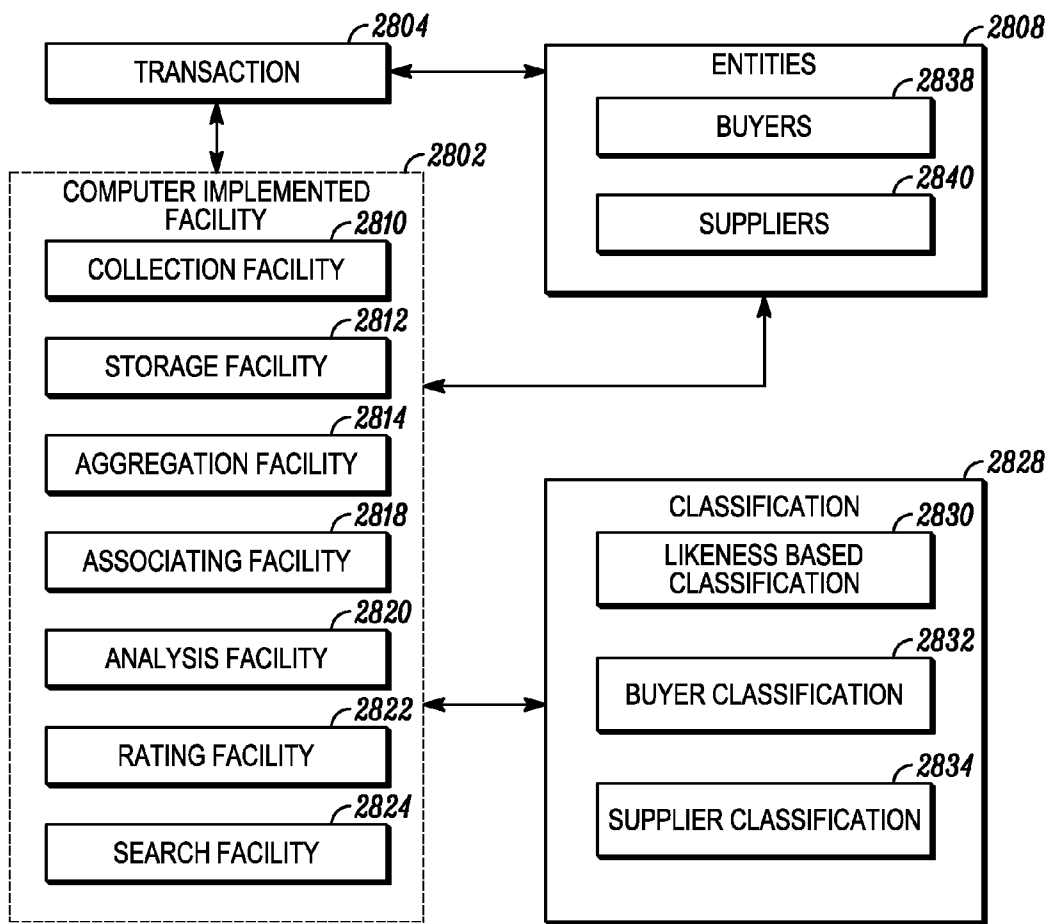 2804
TRANSACTION
2808
ENTITIES
2838
BUYERS
2840
SUPPLIERS
2802
COMPUTER IMPLEMENTED
FACILITY
2810
COLLECTION FACILITY
2812
STORAGE FACILITY
2814
AGGREGATION FACILITY
2818
ASSOCIATING FACILITY
2820
ANALYSIS FACILITY
2822
RATING FACILITY
2824
SEARCH FACILITY
2828
CLASSIFICATION
2830
LIKENESS BASED
CLASSIFICATION
2832
BUYER CLASSIFICATION
2834
SUPPLIER CLASSIFICATION